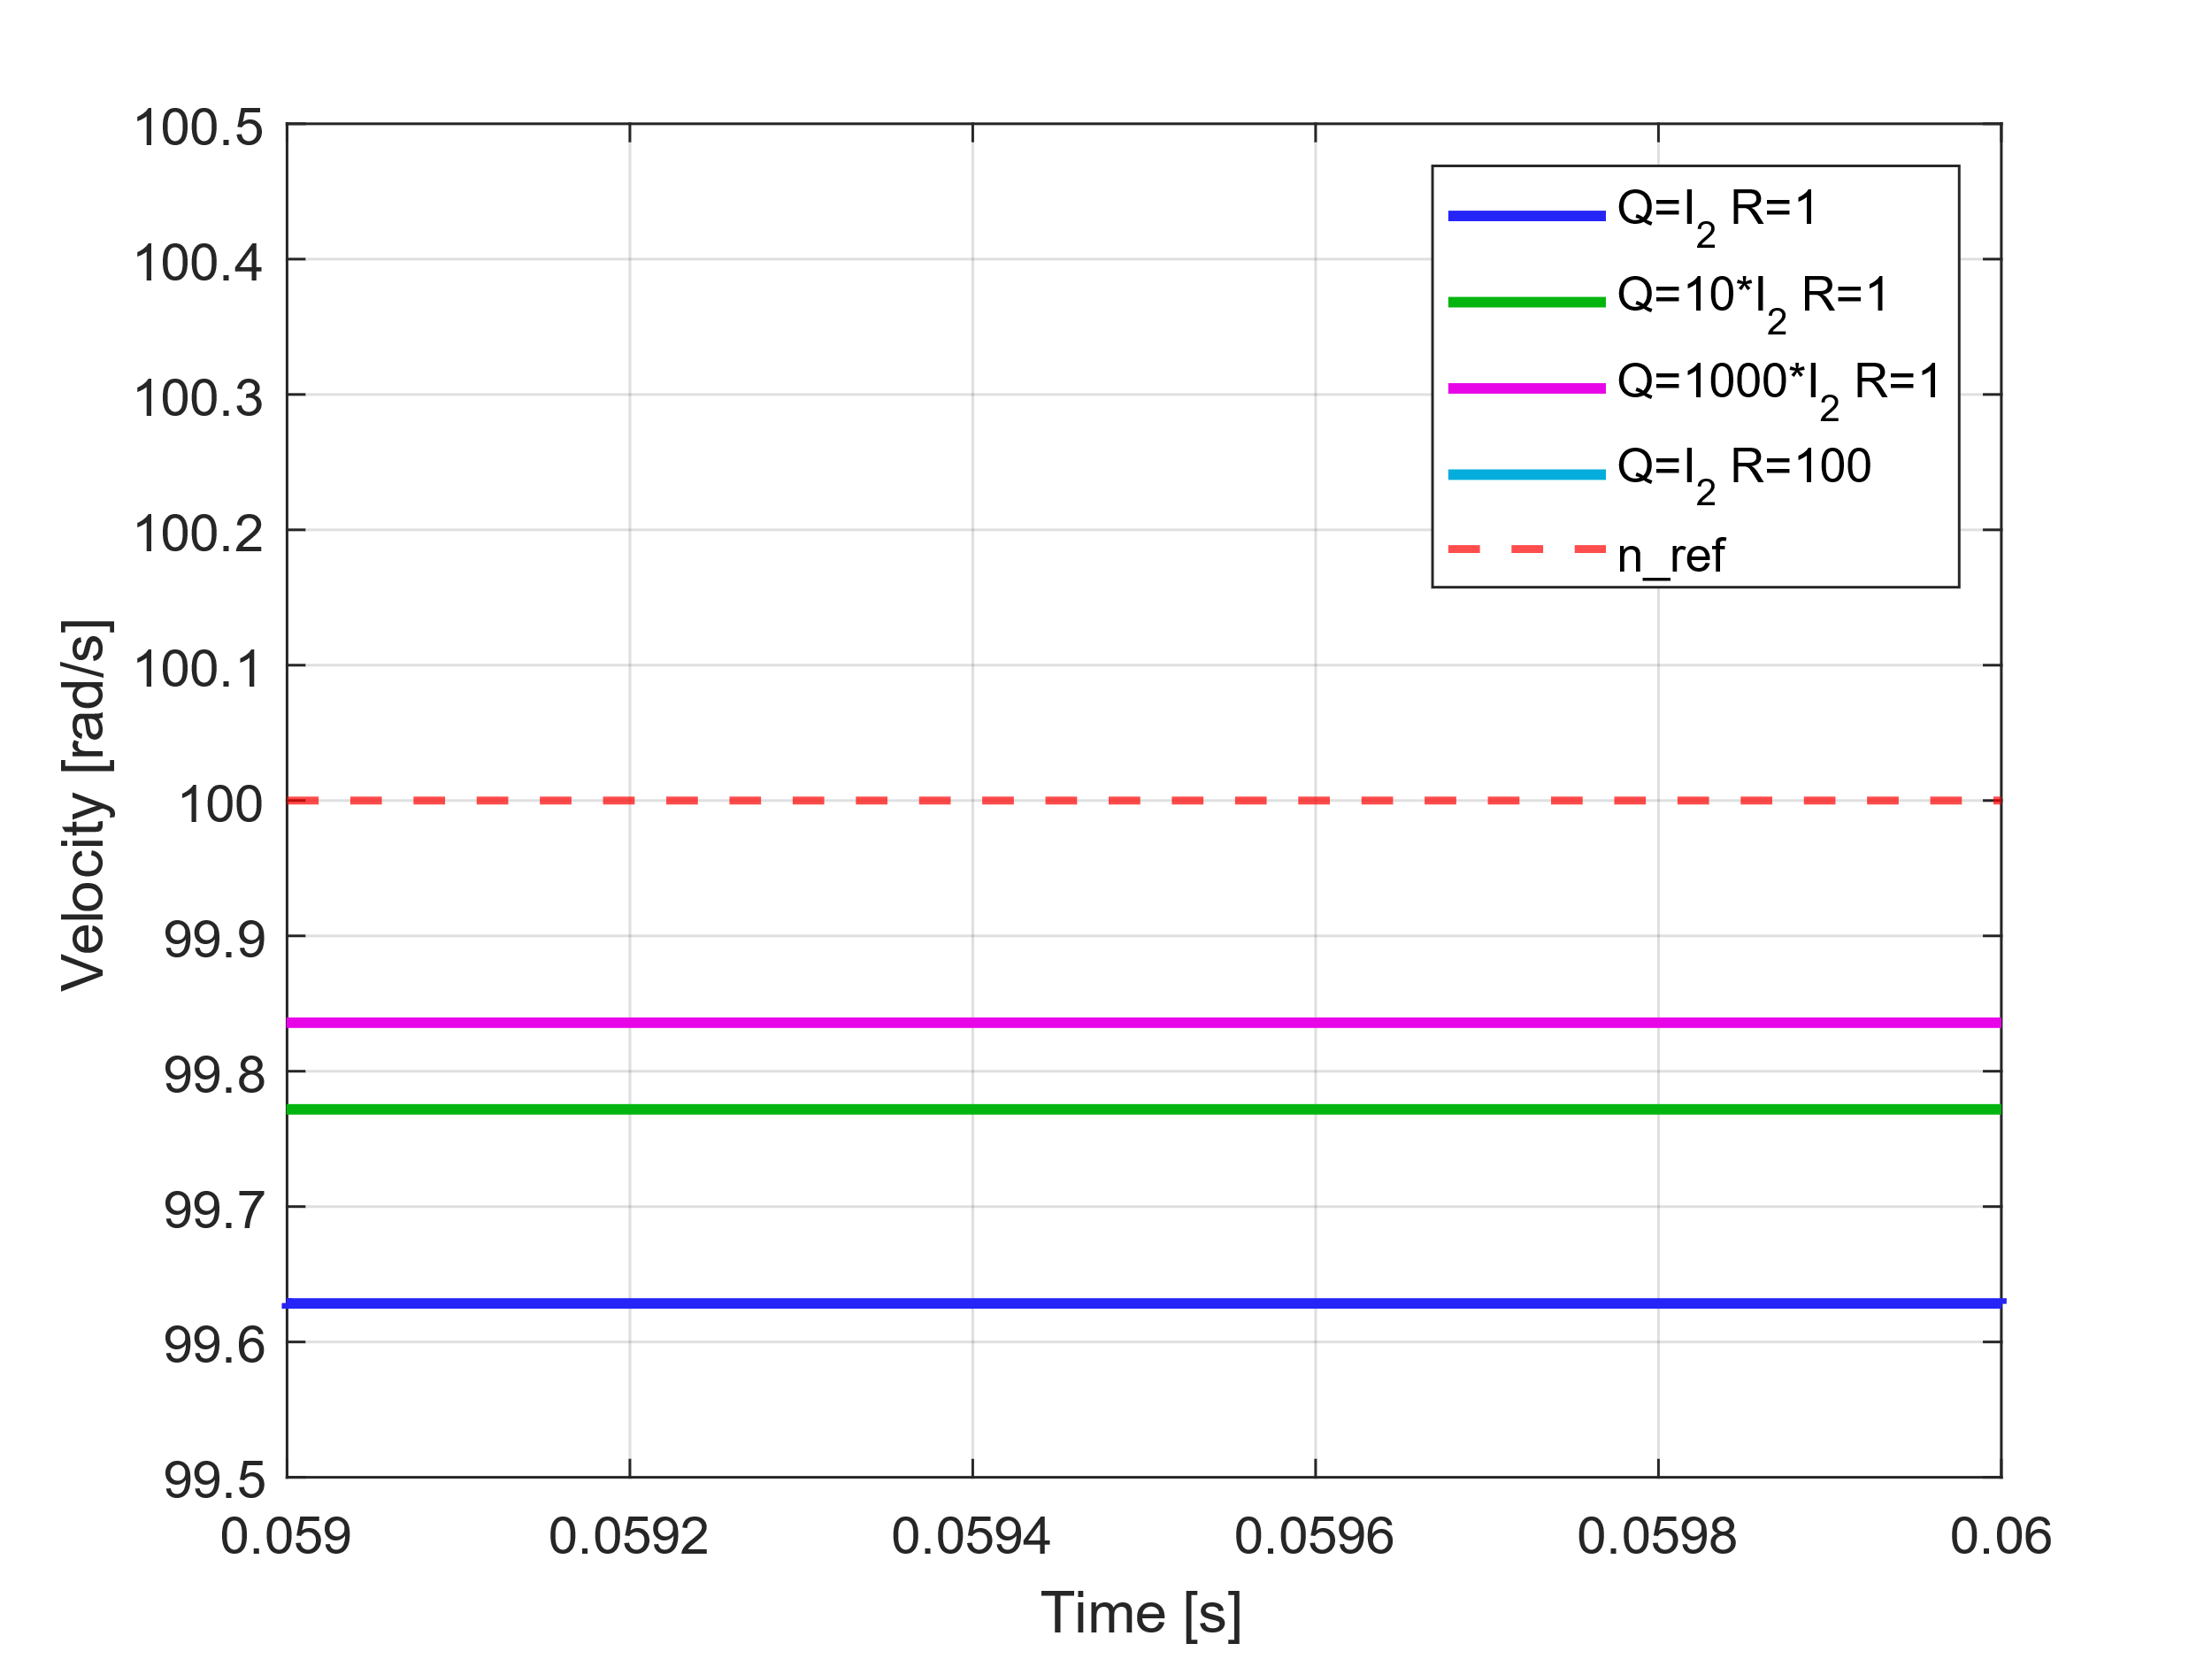 100.5
100.4
100.3
100.2
100.1
100
99.9
99.8
99.7
99.6
99.5
Velocity [rad/s]
Q=I2 R=1
Q=10*I2 R=1
Q=1000*I2 R=1
Q=I2 R=100
n_ref
0.059 0.0592 0.0594 0.0596 0.0598 0.06
Time [s]